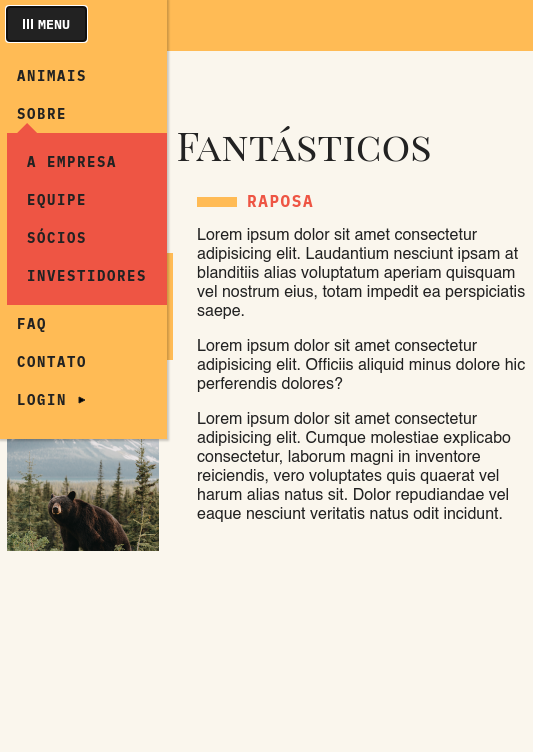 MENU
ANIMAIS
SOBRE
A EMPRESA
EQUIPE
SÓCIOS
INVESTIDORES
FAQ
CONTATO
LOGIN ▸
Fantásticos
RAPOSA
Lorem ipsum dolor sit amet consectetur
adipisicing elit. Laudantium nesciunt ipsam at
blanditiis alias voluptatum aperiam quisquam
vel nostrum eius, totam impedit ea perspiciatis
saepe.
Lorem ipsum dolor sit amet consectetur
adipisicing elit. Officiis aliquid minus dolore hic
perferendis dolores?
Lorem ipsum dolor sit amet consectetur
adipisicing elit. Cumque molestiae explicabo
consectetur, laborum magni in inventore
reiciendis, vero voluptates quis quaerat vel
harum alias natus sit. Dolor repudiandae vel
eaque nesciunt veritatis natus odit incidunt.